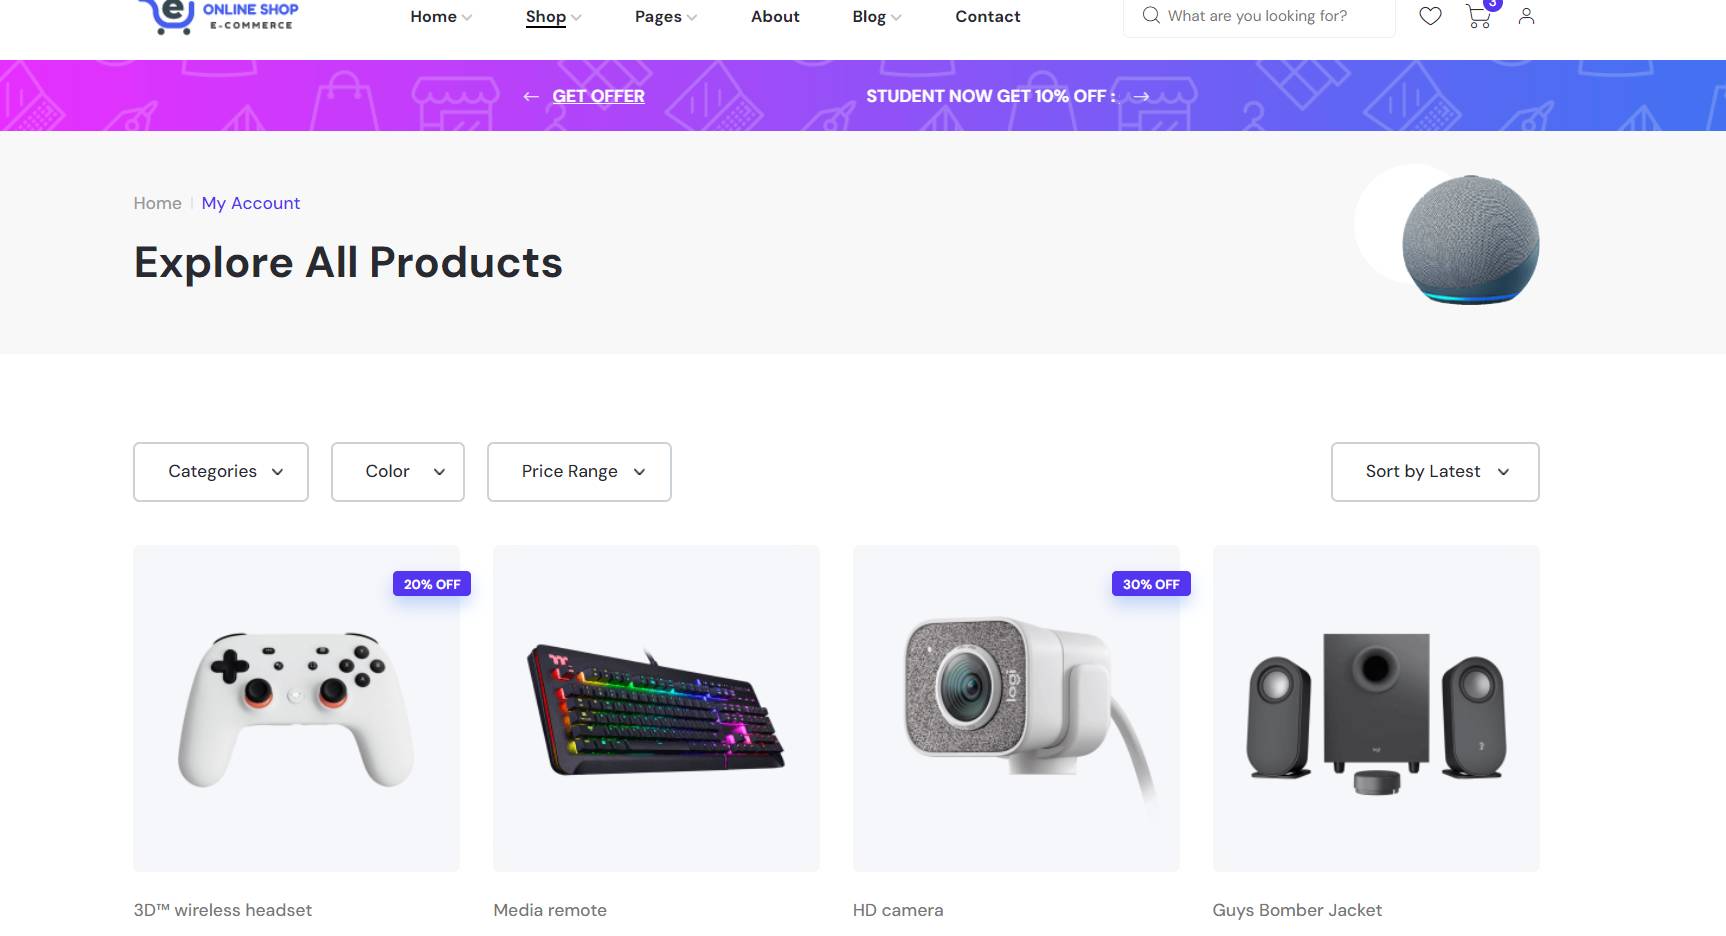 e ONLINE SHOP
E-COMMERCE
Home
Shop
Pages
About
Blog
Contact
What are you looking for?
3
← GET OFFER
STUDENT NOW GET 10% OFF : →
Home | My Account
Explore All Products
Categories
Color
Price Range
Sort by Latest
20% OFF
30% OFF
logi
3D™ wireless headset
Media remote
HD camera
Guys Bomber Jacket